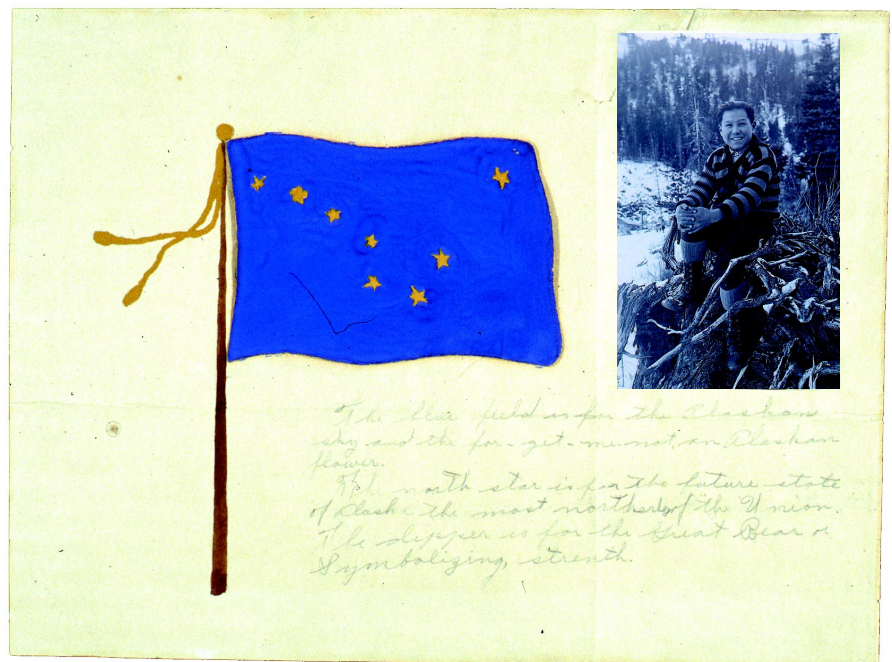 The blue field is for the Alaskan
sky and the for-get-me-not, an Alaskan
flower.
The north star is for the future state
of Alaska the most northerly of the Union.
The dipper is for the Great Bear
Symbolizing, strenth.